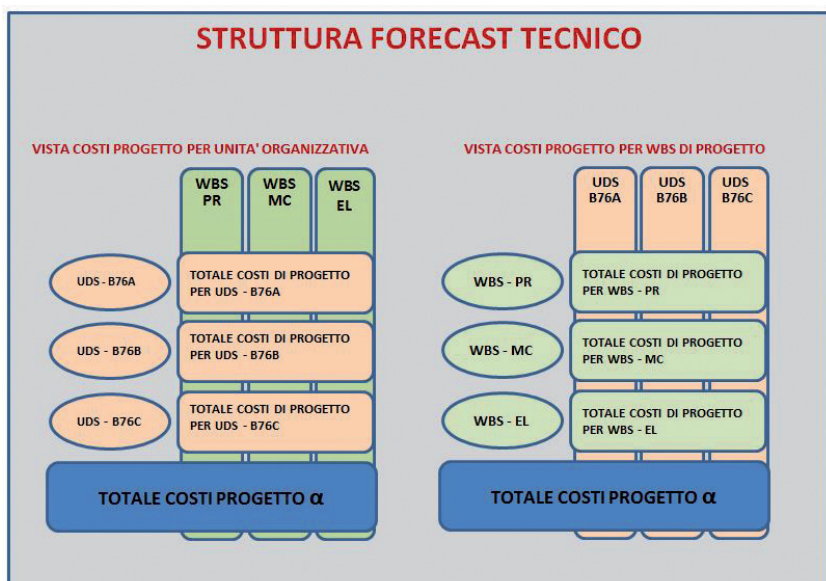 STRUTTURA FORECAST TECNICO
VISTA COSTI PROGETTO PER UNITA' ORGANIZZATIVA
WBS
PR
WBS
MC
WBS
EL
UDS - B76A
TOTALE COSTI DI PROGETTO
PER UDS - B76A
UDS - B76B
TOTALE COSTI DI PROGETTO
PER UDS - B76B
UDS - B76C
TOTALE COSTI DI PROGETTO
PER UDS - B76C
TOTALE COSTI PROGETTO α
VISTA COSTI PROGETTO PER WBS DI PROGETTO
UDS
B76A
UDS
B76B
UDS
B76C
WBS - PR
TOTALE COSTI DI PROGETTO
PER WBS - PR
WBS - MC
TOTALE COSTI DI PROGETTO
PER WBS - MC
WBS - EL
TOTALE COSTI DI PROGETTO
PER WBS - EL
TOTALE COSTI PROGETTO α